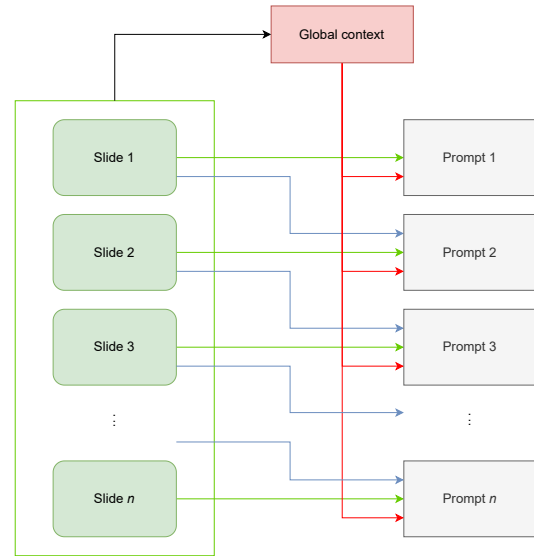 Global context
Slide 1
Prompt 1
Slide 2
Prompt 2
Slide 3
Prompt 3
⋮
⋮
Slide n
Prompt n